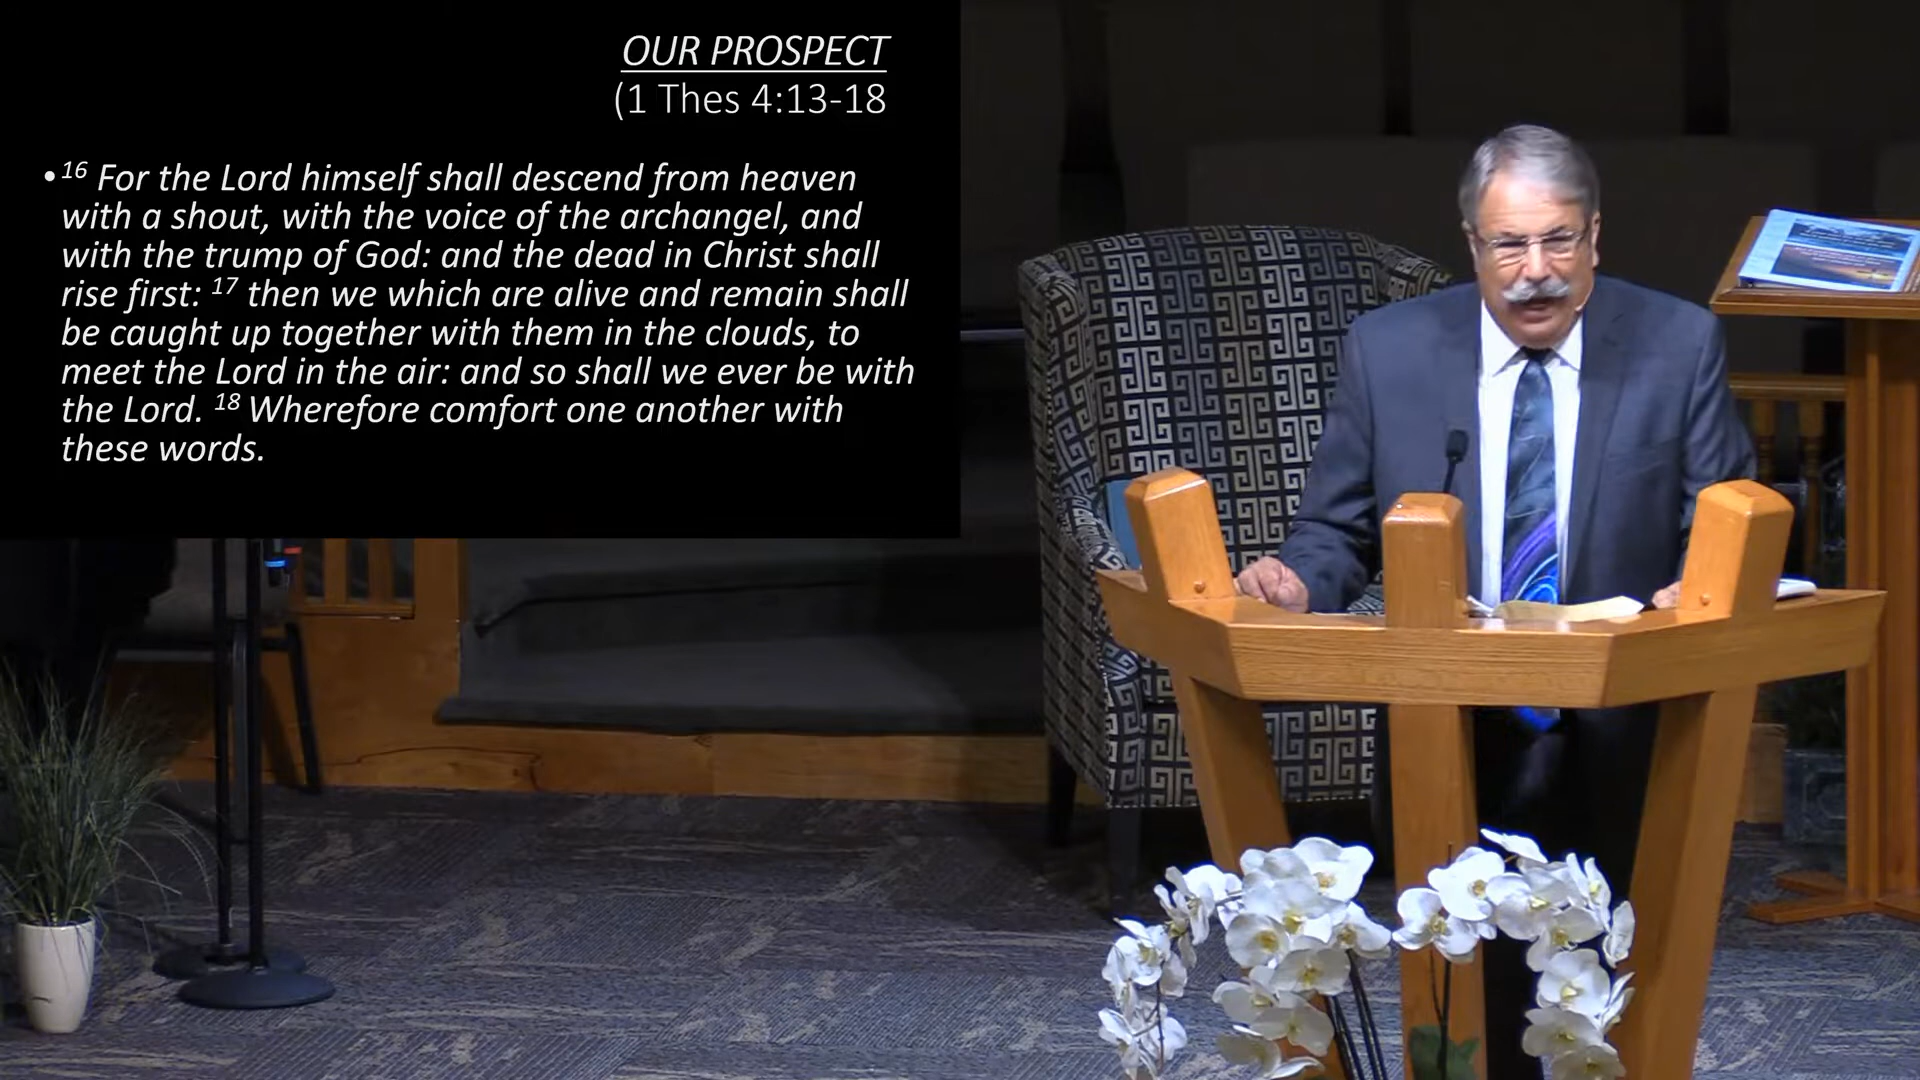 OUR PROSPECT
(1 Thes 4:13-18
•16 For the Lord himself shall descend from heaven
with a shout, with the voice of the archangel, and
with the trump of God: and the dead in Christ shall
rise first: 17 then we which are alive and remain shall
be caught up together with them in the clouds, to
meet the Lord in the air: and so shall we ever be with
the Lord. 18 Wherefore comfort one another with
these words.